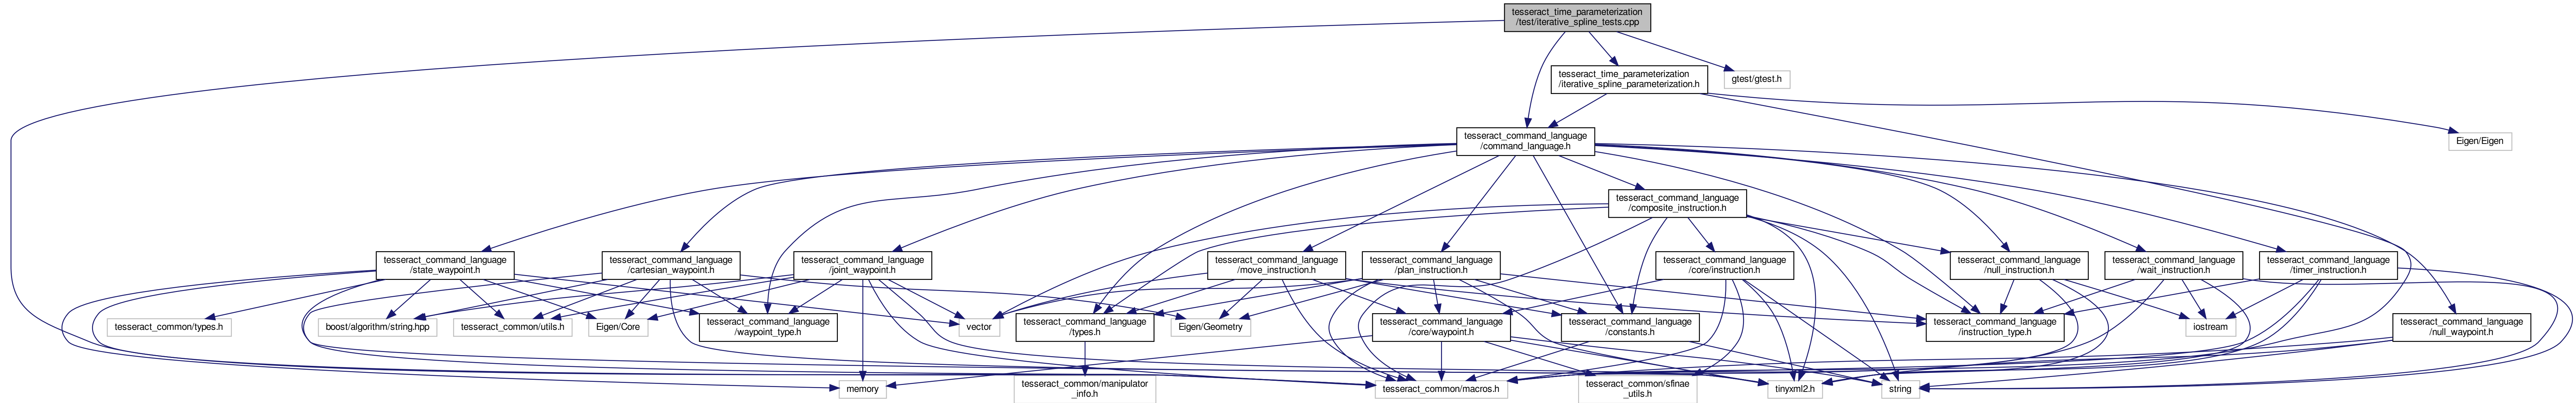 tesseract_time_parameterization
/test/iterative_spline_tests.cpp
tesseract_time_parameterization
/iterative_spline_parameterization.h
gtest/gtest.h
tesseract_command_language
/command_language.h
Eigen/Eigen
tesseract_command_language
/composite_instruction.h
tesseract_command_language
/state_waypoint.h
tesseract_command_language
/cartesian_waypoint.h
tesseract_command_language
/joint_waypoint.h
tesseract_command_language
/move_instruction.h
tesseract_command_language
/plan_instruction.h
tesseract_command_language
/core/instruction.h
tesseract_command_language
/null_instruction.h
tesseract_command_language
/wait_instruction.h
tesseract_command_language
/timer_instruction.h
tesseract_common/types.h
boost/algorithm/string.hpp
tesseract_common/utils.h
Eigen/Core
tesseract_command_language
/waypoint_type.h
vector
tesseract_command_language
/types.h
Eigen/Geometry
tesseract_command_language
/core/waypoint.h
tesseract_command_language
/constants.h
tesseract_command_language
/instruction_type.h
iostream
tesseract_command_language
/null_waypoint.h
memory
tesseract_common/manipulator
_info.h
tesseract_common/macros.h
tesseract_common/sfinae
_utils.h
tinyxml2.h
string